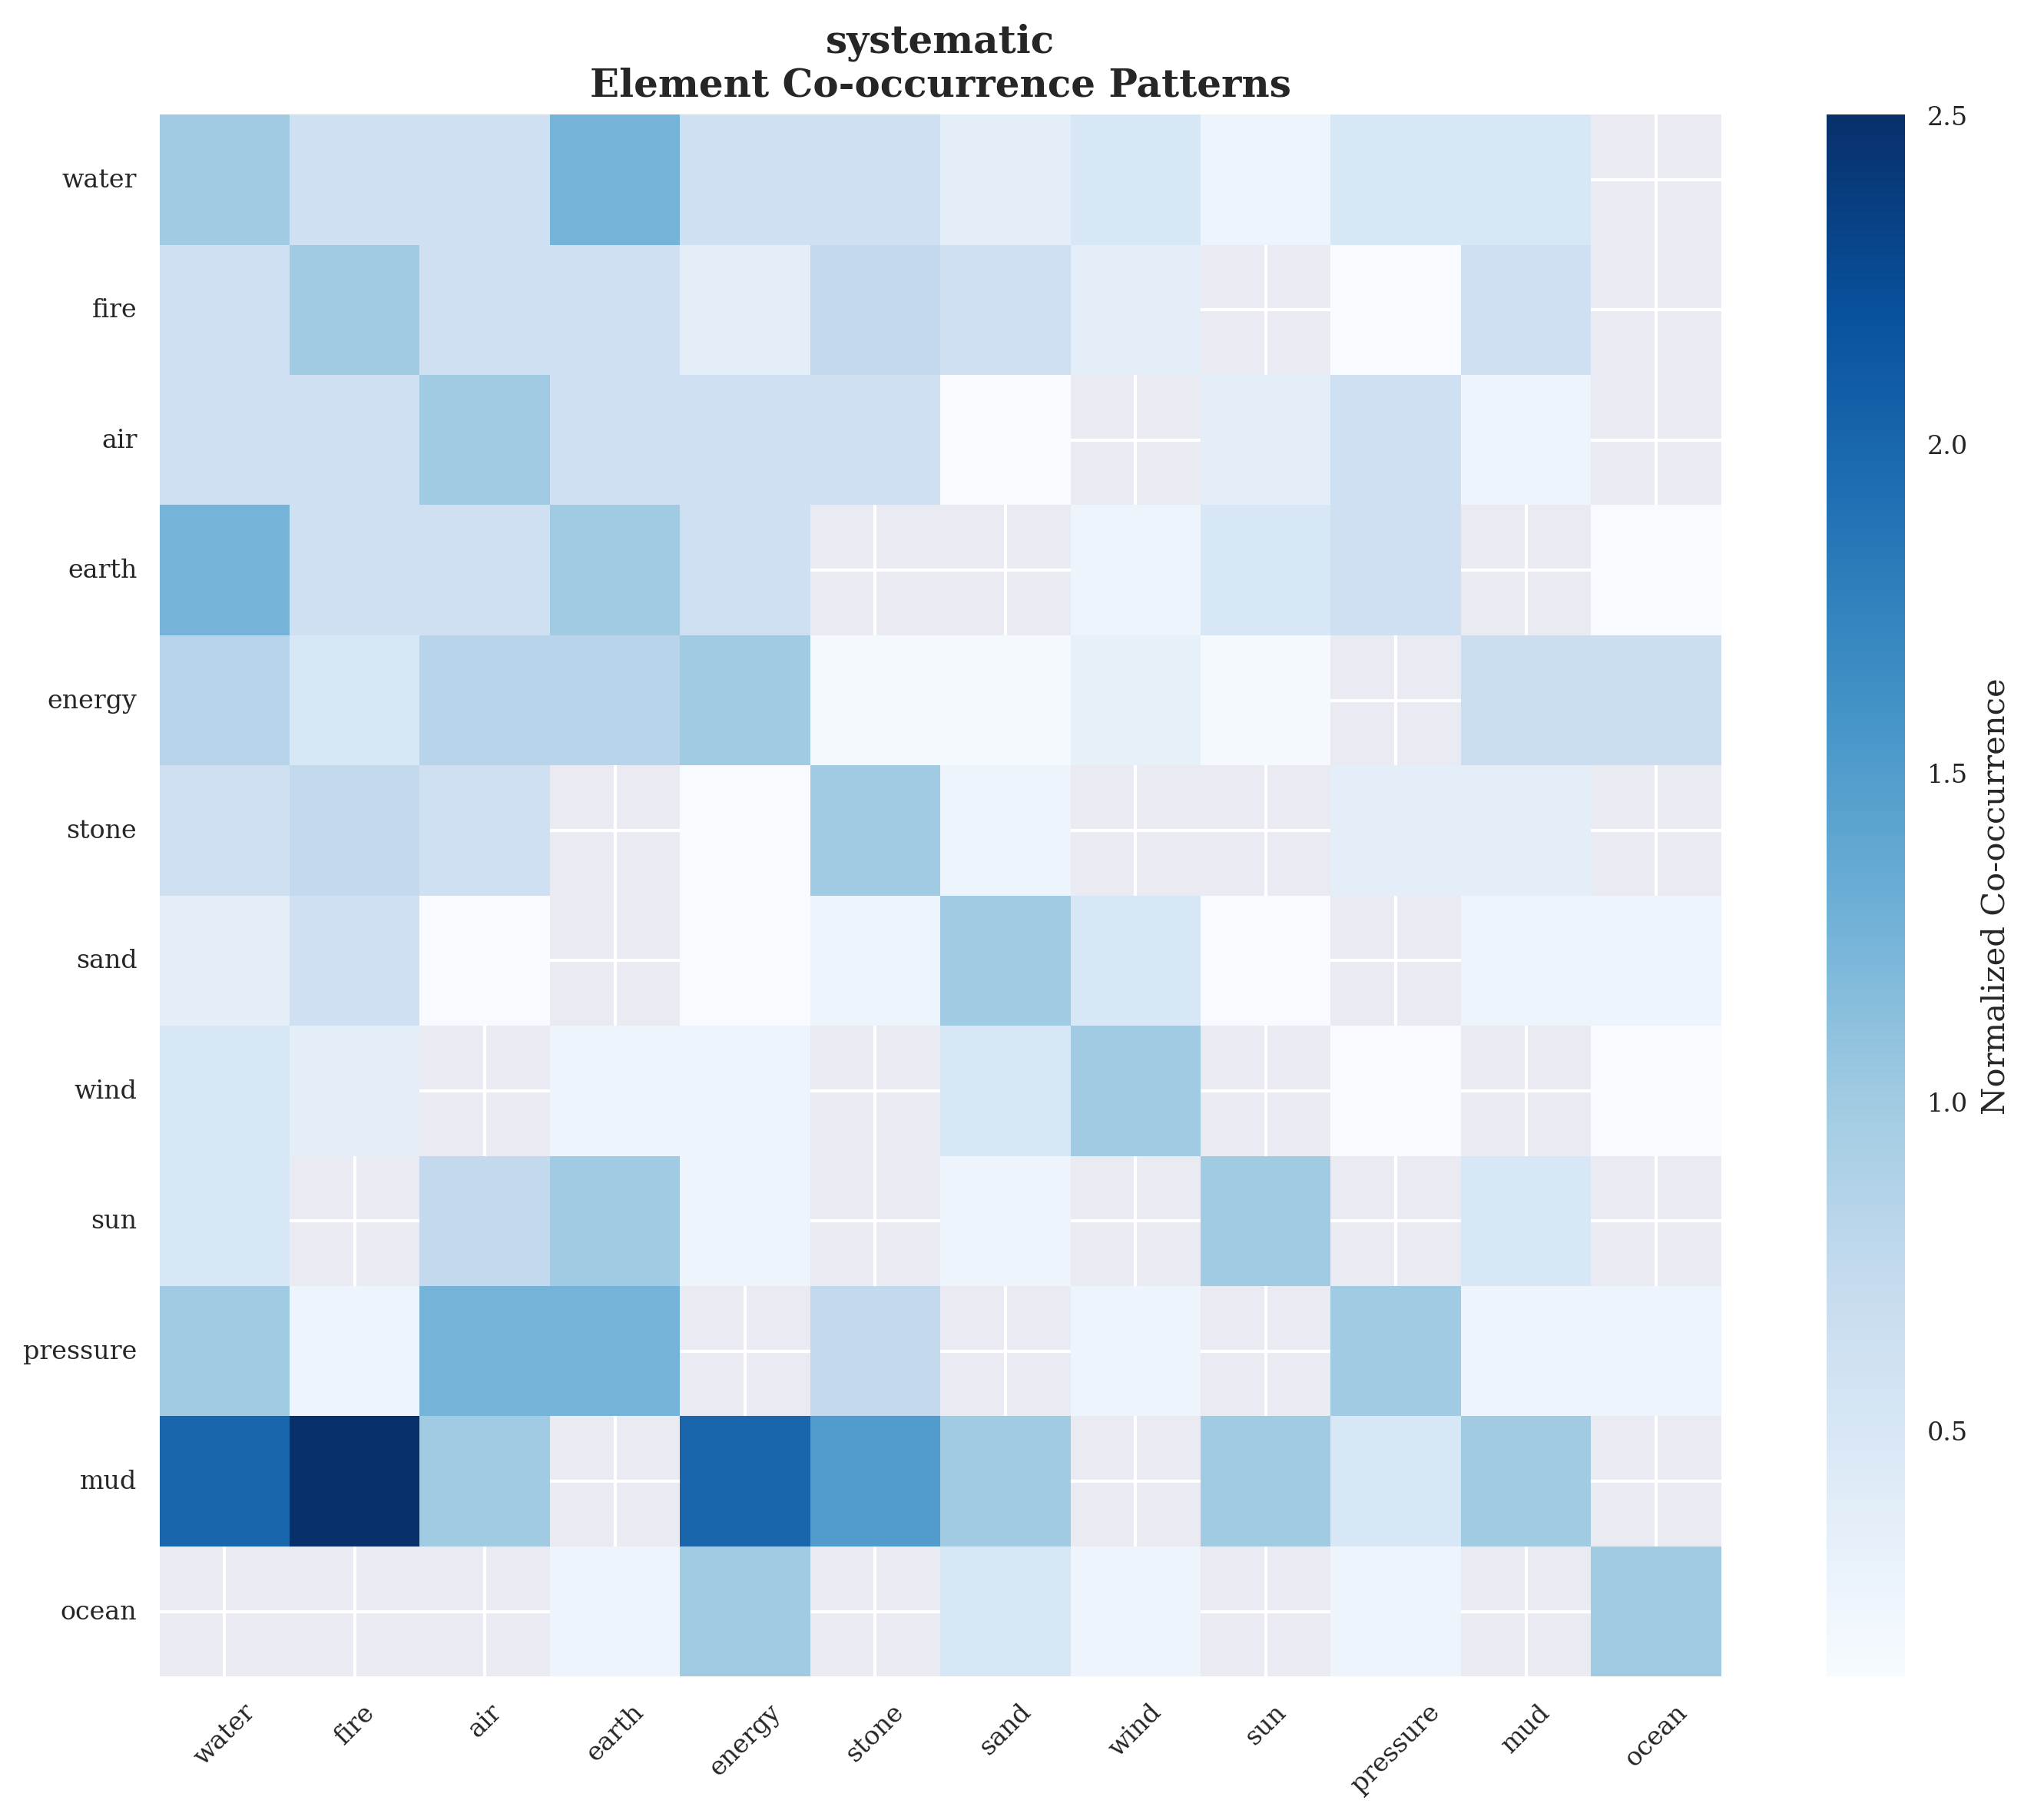 systematic
Element Co-occurrence Patterns
water
fire
air
earth
energy
stone
sand
wind
sun
pressure
mud
ocean
water
fire
air
earth
energy
stone
sand
wind
sun
pressure
mud
ocean
2.5
2.0
1.5
1.0
0.5
Normalized Co-occurrence